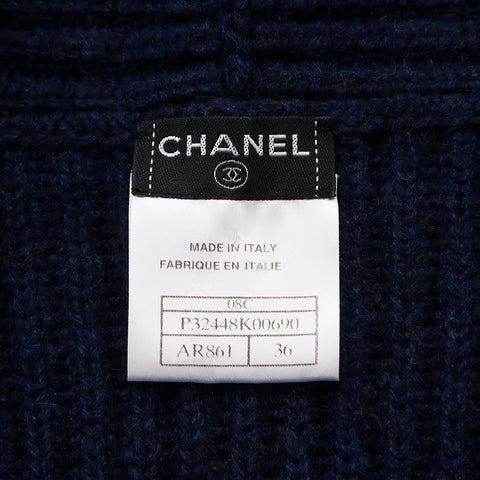 CHANEL
MADE IN ITALY
FABRIQUE EN ITALIE
08C
P32448K00690
AR861 36